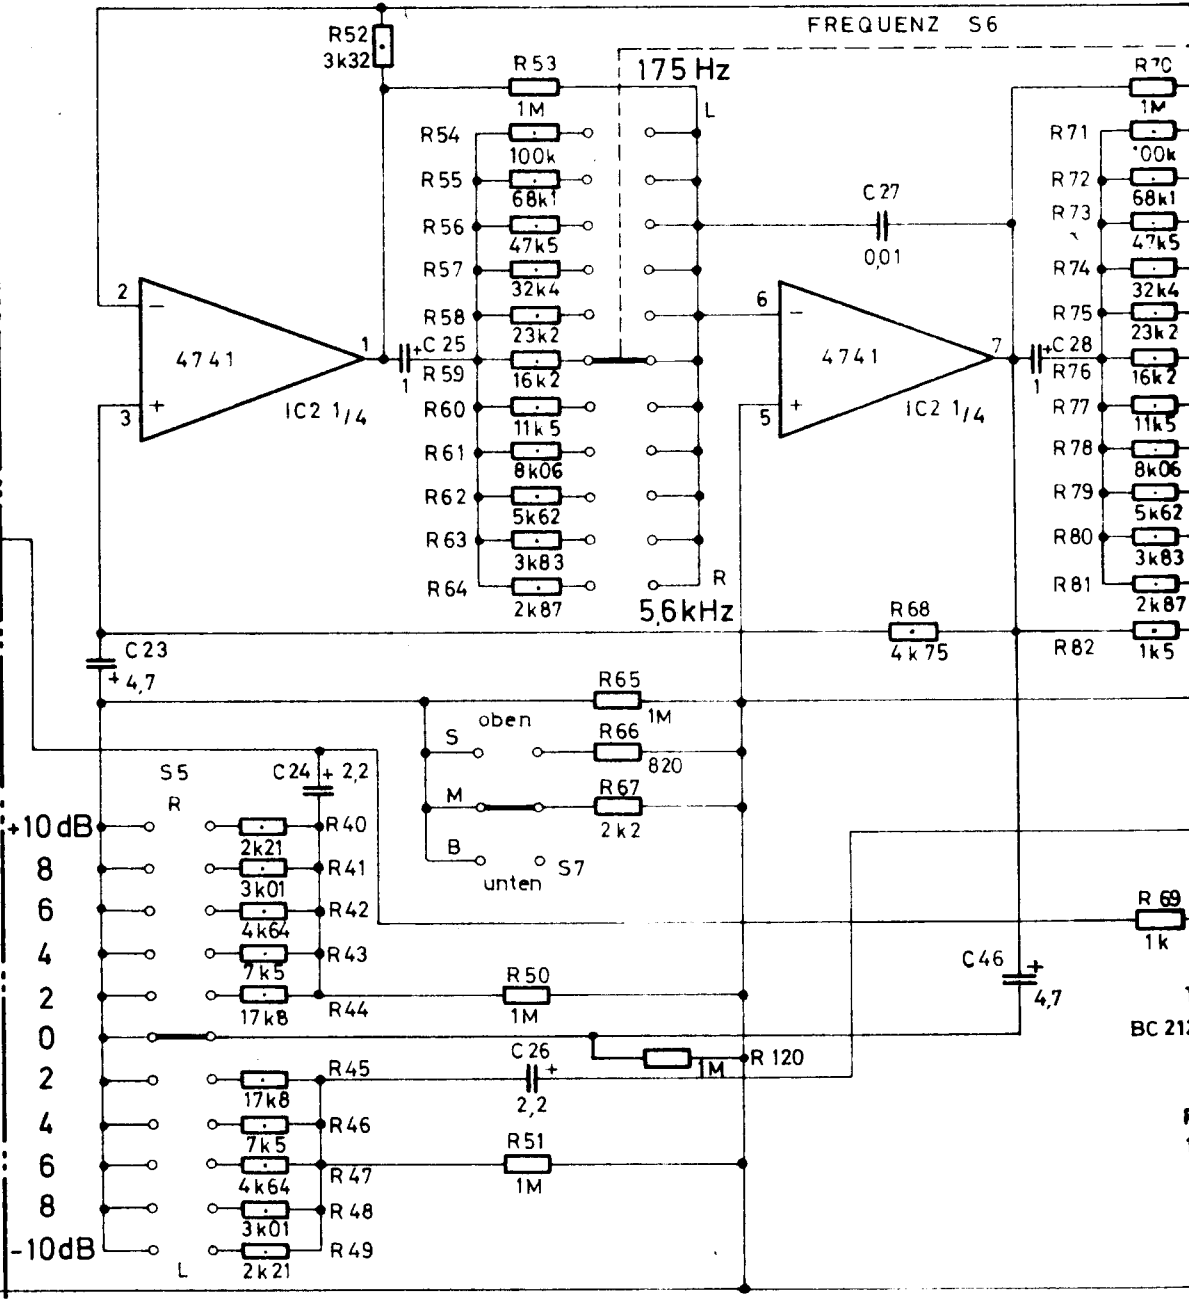 FREQUENZ S6
R52
3k32
R53
1M
175 Hz
L
R54
100k
R55
68k1
R56
47k5
R57
32k4
R58
23k2
C25
+
1
R59
16k2
R60
11k5
R61
8k06
R62
5k62
R63
3k83
R64
2k87
R
5,6kHz
2
−
4741
1
3
+
IC2 1/4
C27
0,01
6
−
4741
7
5
+
IC2 1/4
R70
1M
R71
R72
68k1
R73
47k5
R74
32k4
R75
23k2
C28
+
1
R76
16k2
R77
11k5
R78
8k06
R79
5k62
R80
3k83
R81
2k87
R82
1k5
R68
4k75
C23
+ 4,7
R65
1M
oben
S
R66
820
M
R67
2k2
B
S7
unten
S5
R
C24 + 2,2
+10dB
R40
2k21
8
R41
3k01
6
R42
4k64
4
R43
7k5
2
R44
17k8
R50
1M
0
R 69
1k
C46 +
4,7
BC 212
C26 +
2,2
R 120
1M
2
R45
17k8
4
R46
7k5
6
R47
4k64
R51
1M
8
R48
3k01
-10dB
R49
2k21
L